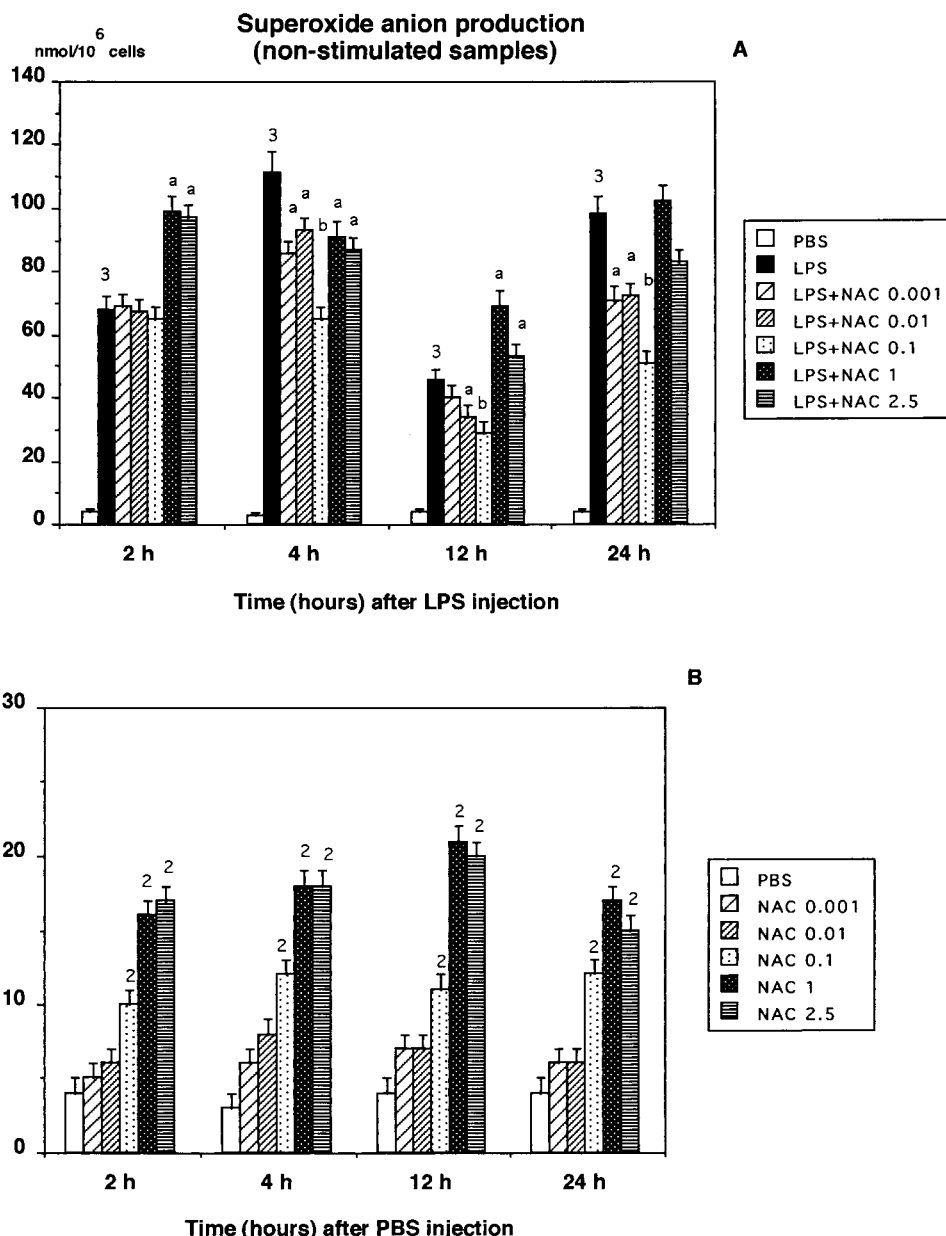 Superoxide anion production
(non-stimulated samples)
nmol/10^6 cells
A
140
120
100
80
60
40
20
0
3
a
a
3
a
a
b
a
a
3
a
b
a
a
3
a
a
b
2 h
4 h
12 h
24 h
Time (hours) after LPS injection
PBS
LPS
LPS+NAC 0.001
LPS+NAC 0.01
LPS+NAC 0.1
LPS+NAC 1
LPS+NAC 2.5
B
30
20
10
0
2
2
2
2
2
2
2
2
2
2
2
2
2 h
4 h
12 h
24 h
Time (hours) after PBS injection
PBS
NAC 0.001
NAC 0.01
NAC 0.1
NAC 1
NAC 2.5